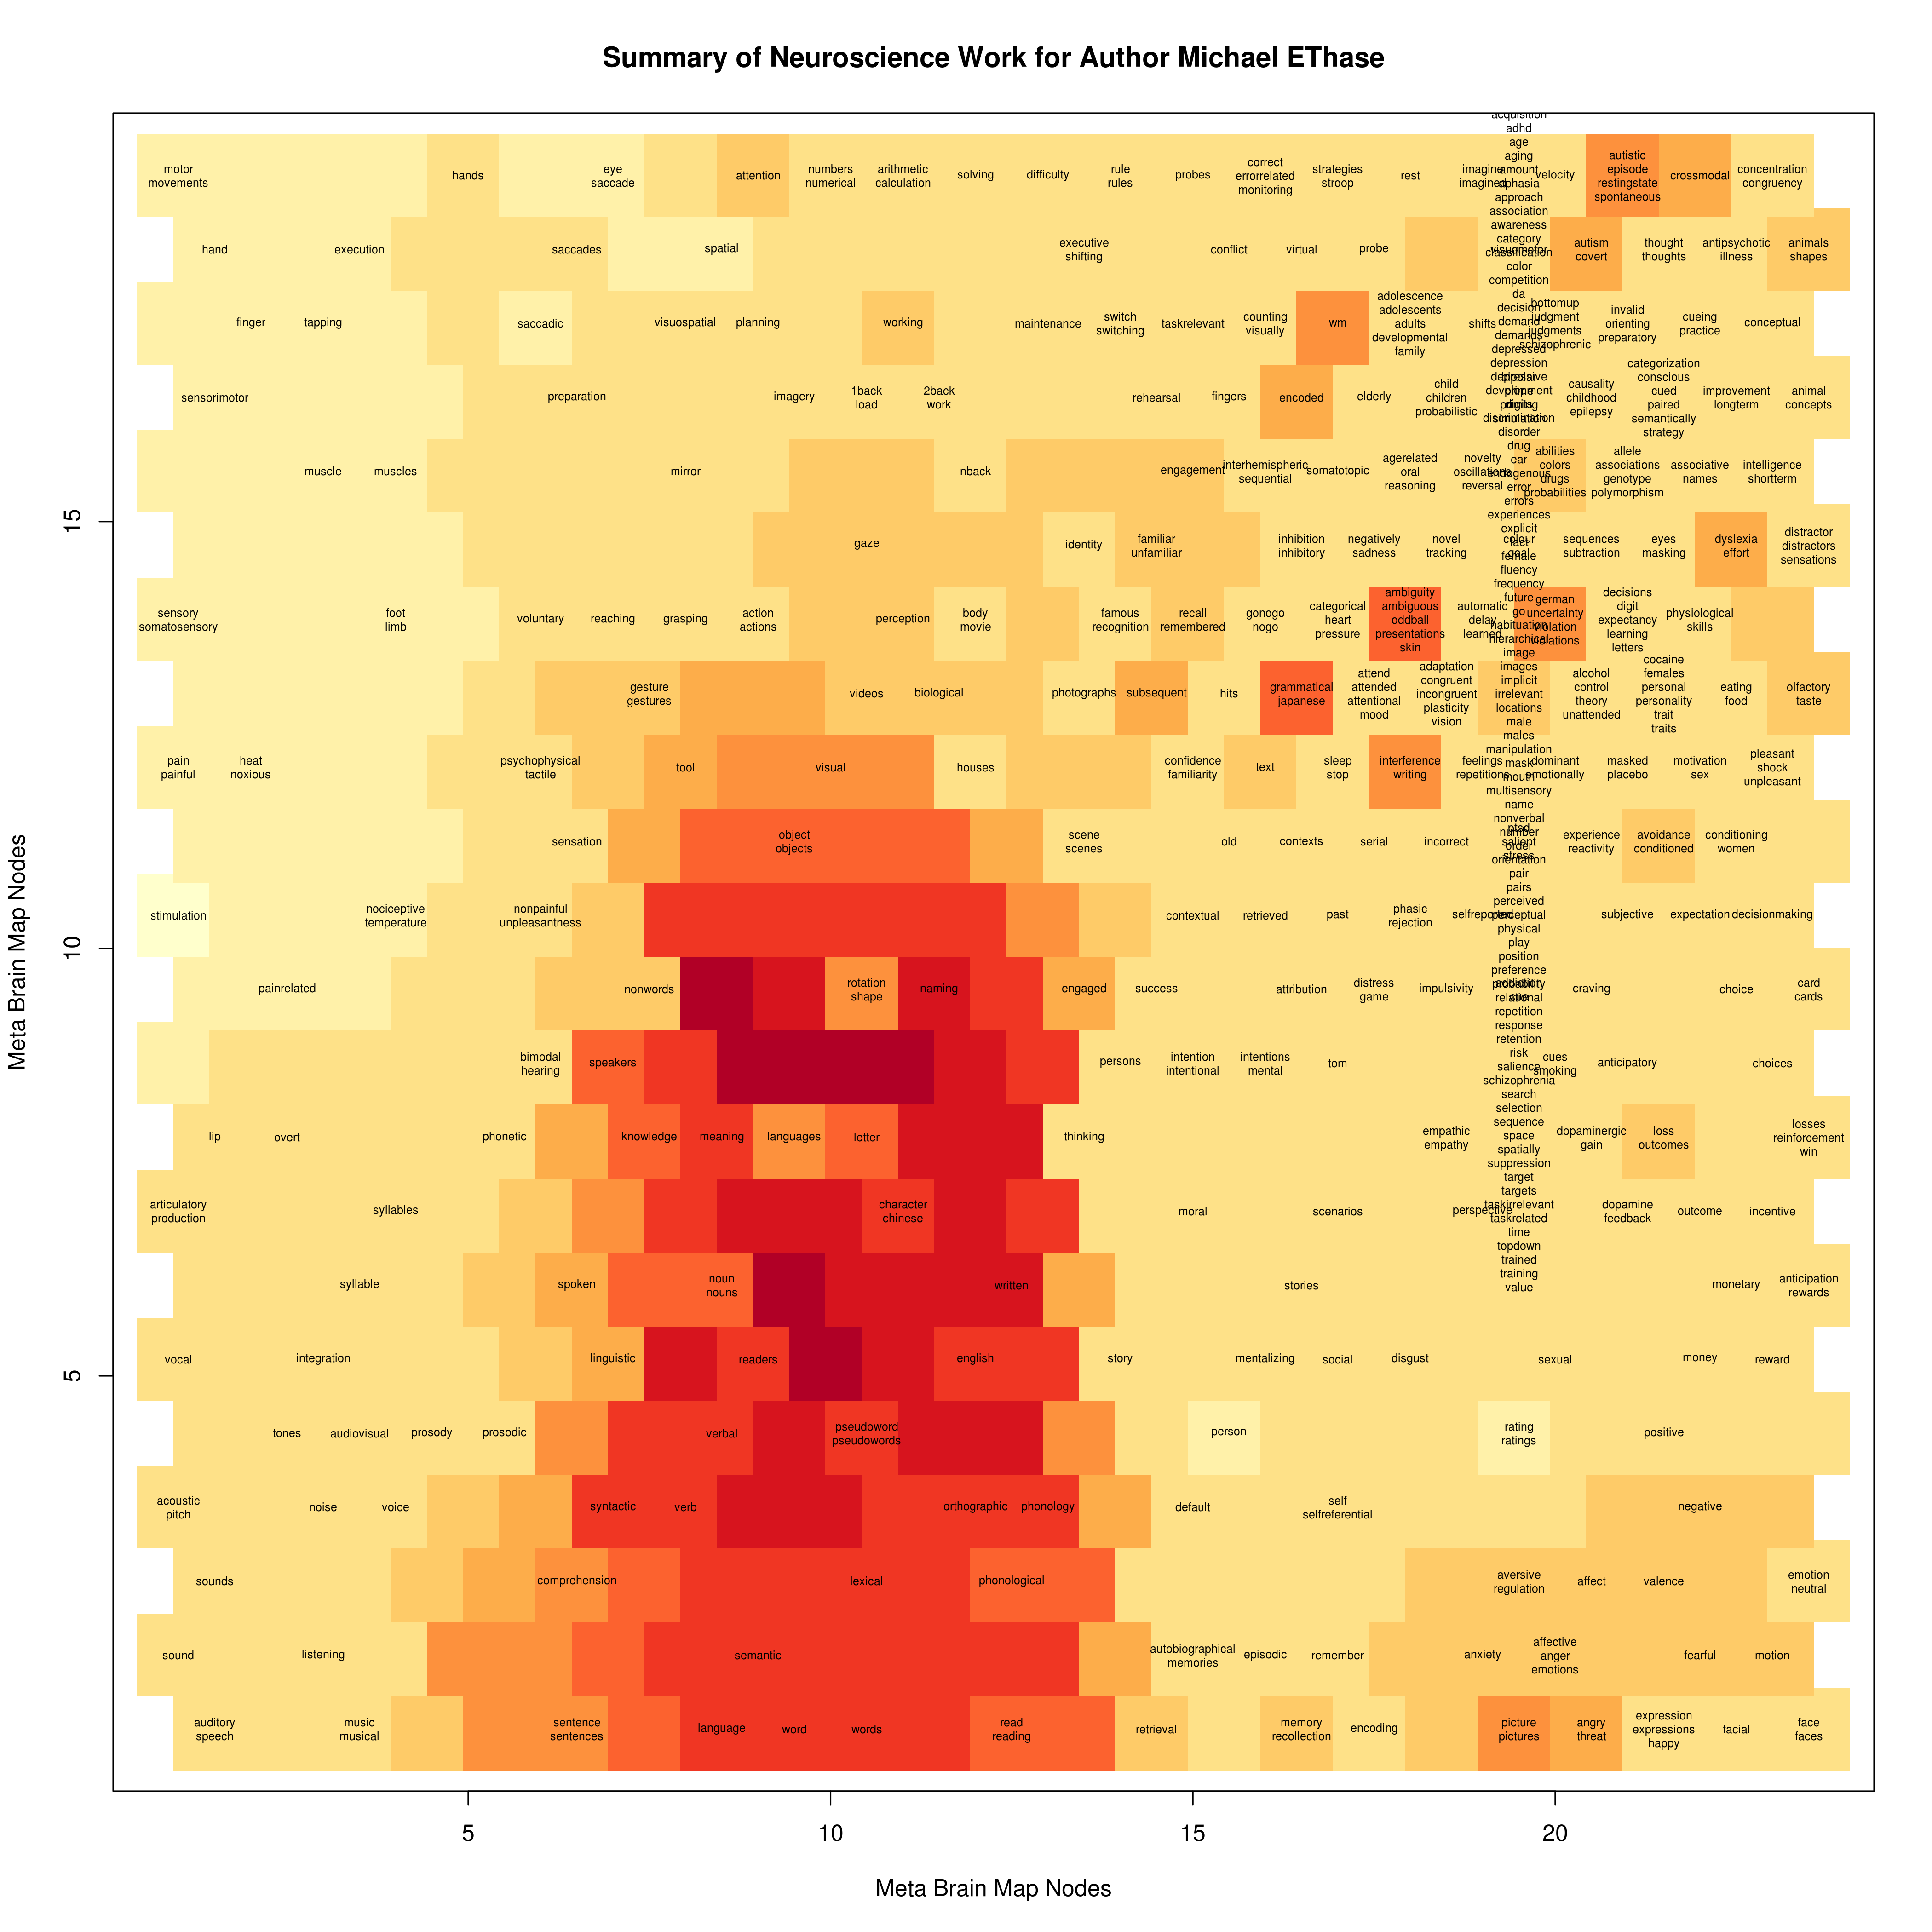 Summary of Neuroscience Work for Author Michael EThase
motor
movements
hands
eye
saccade
attention
numbers
numerical
arithmetic
calculation
solving
difficulty
rule
rules
probes
correct
errorrelated
monitoring
strategies
stroop
rest
imagine
imagined
velocity
autistic
episode
restingstate
spontaneous
crossmodal
concentration
congruency
hand
execution
saccades
spatial
executive
shifting
conflict
virtual
probe
visuomotor
autism
covert
thought
thoughts
antipsychotic
illness
animals
shapes
finger
tapping
saccadic
visuospatial
planning
working
maintenance
switch
switching
taskrelevant
counting
visually
wm
adolescence
adolescents
adults
developmental
family
shifts
bottomup
judgment
judgments
schizophrenic
invalid
orienting
preparatory
cueing
practice
conceptual
sensorimotor
preparation
imagery
1back
load
2back
work
rehearsal
fingers
encoded
elderly
child
children
probabilistic
causality
childhood
epilepsy
categorization
conscious
cued
paired
semantically
strategy
improvement
longterm
animal
concepts
muscle
muscles
mirror
nback
engagement
interhemispheric
sequential
somatotopic
agerelated
oral
reasoning
novelty
oscillations
reversal
abilities
colors
drugs
probabilities
allele
associations
genotype
polymorphism
associative
names
intelligence
shortterm
gaze
identity
familiar
unfamiliar
inhibition
inhibitory
negatively
sadness
novel
tracking
colour
goal
sequences
subtraction
eyes
masking
dyslexia
effort
distractor
distractors
sensations
sensory
somatosensory
foot
limb
voluntary
reaching
grasping
action
actions
perception
body
movie
famous
recognition
recall
remembered
gonogo
nogo
categorical
heart
pressure
ambiguity
ambiguous
oddball
presentations
skin
automatic
delay
learned
german
uncertainty
violation
violations
decisions
digit
expectancy
learning
letters
physiological
skills
gesture
gestures
videos
biological
photographs
subsequent
hits
grammatical
japanese
attend
attended
attentional
mood
adaptation
congruent
incongruent
plasticity
vision
alcohol
control
theory
unattended
cocaine
females
personal
personality
trait
traits
eating
food
olfactory
taste
pain
painful
heat
noxious
psychophysical
tactile
tool
visual
houses
confidence
familiarity
text
sleep
stop
interference
writing
feelings
repetitions
dominant
emotionally
masked
placebo
motivation
sex
pleasant
shock
unpleasant
sensation
object
objects
scene
scenes
old
contexts
serial
incorrect
ptsd
salient
stress
experience
reactivity
avoidance
conditioned
conditioning
women
stimulation
nociceptive
temperature
nonpainful
unpleasantness
contextual
retrieved
past
phasic
rejection
selfreported
subjective
expectation
decisionmaking
painrelated
nonwords
rotation
shape
naming
engaged
success
attribution
distress
game
impulsivity
addiction
cue
craving
choice
card
cards
bimodal
hearing
speakers
persons
intention
intentional
intentions
mental
tom
cues
smoking
anticipatory
choices
lip
overt
phonetic
knowledge
meaning
languages
letter
thinking
empathic
empathy
dopaminergic
gain
loss
outcomes
losses
reinforcement
win
articulatory
production
syllables
character
chinese
moral
scenarios
perspective
dopamine
feedback
outcome
incentive
syllable
spoken
noun
nouns
written
stories
monetary
anticipation
rewards
vocal
integration
linguistic
readers
english
story
mentalizing
social
disgust
sexual
money
reward
tones
audiovisual
prosody
prosodic
verbal
pseudoword
pseudowords
person
rating
ratings
positive
acoustic
pitch
noise
voice
syntactic
verb
orthographic
phonology
default
self
selfreferential
negative
sounds
comprehension
lexical
phonological
aversive
regulation
affect
valence
emotion
neutral
sound
listening
semantic
autobiographical
memories
episodic
remember
anxiety
affective
anger
emotions
fearful
motion
auditory
speech
music
musical
sentence
sentences
language
word
words
read
reading
retrieval
memory
recollection
encoding
picture
pictures
angry
threat
expression
expressions
happy
facial
face
faces
acquisition
adhd
age
aging
amount
aphasia
approach
association
awareness
category
classification
color
competition
da
decision
demand
demands
depressed
depression
depressive
development
digits
discrimination
disorder
drug
ear
endogenous
error
errors
experiences
explicit
fact
female
fluency
frequency
future
go
habituation
hierarchical
image
images
implicit
irrelevant
locations
male
males
manipulation
mask
mouth
multisensory
name
nonverbal
number
order
orientation
pair
pairs
perceived
perceptual
physical
play
position
preference
probability
relational
repetition
response
retention
risk
salience
schizophrenia
search
selection
sequence
space
spatially
suppression
target
targets
taskirrelevant
taskrelated
time
topdown
trained
training
value
5
10
15
5
10
15
20
Meta Brain Map Nodes
Meta Brain Map Nodes